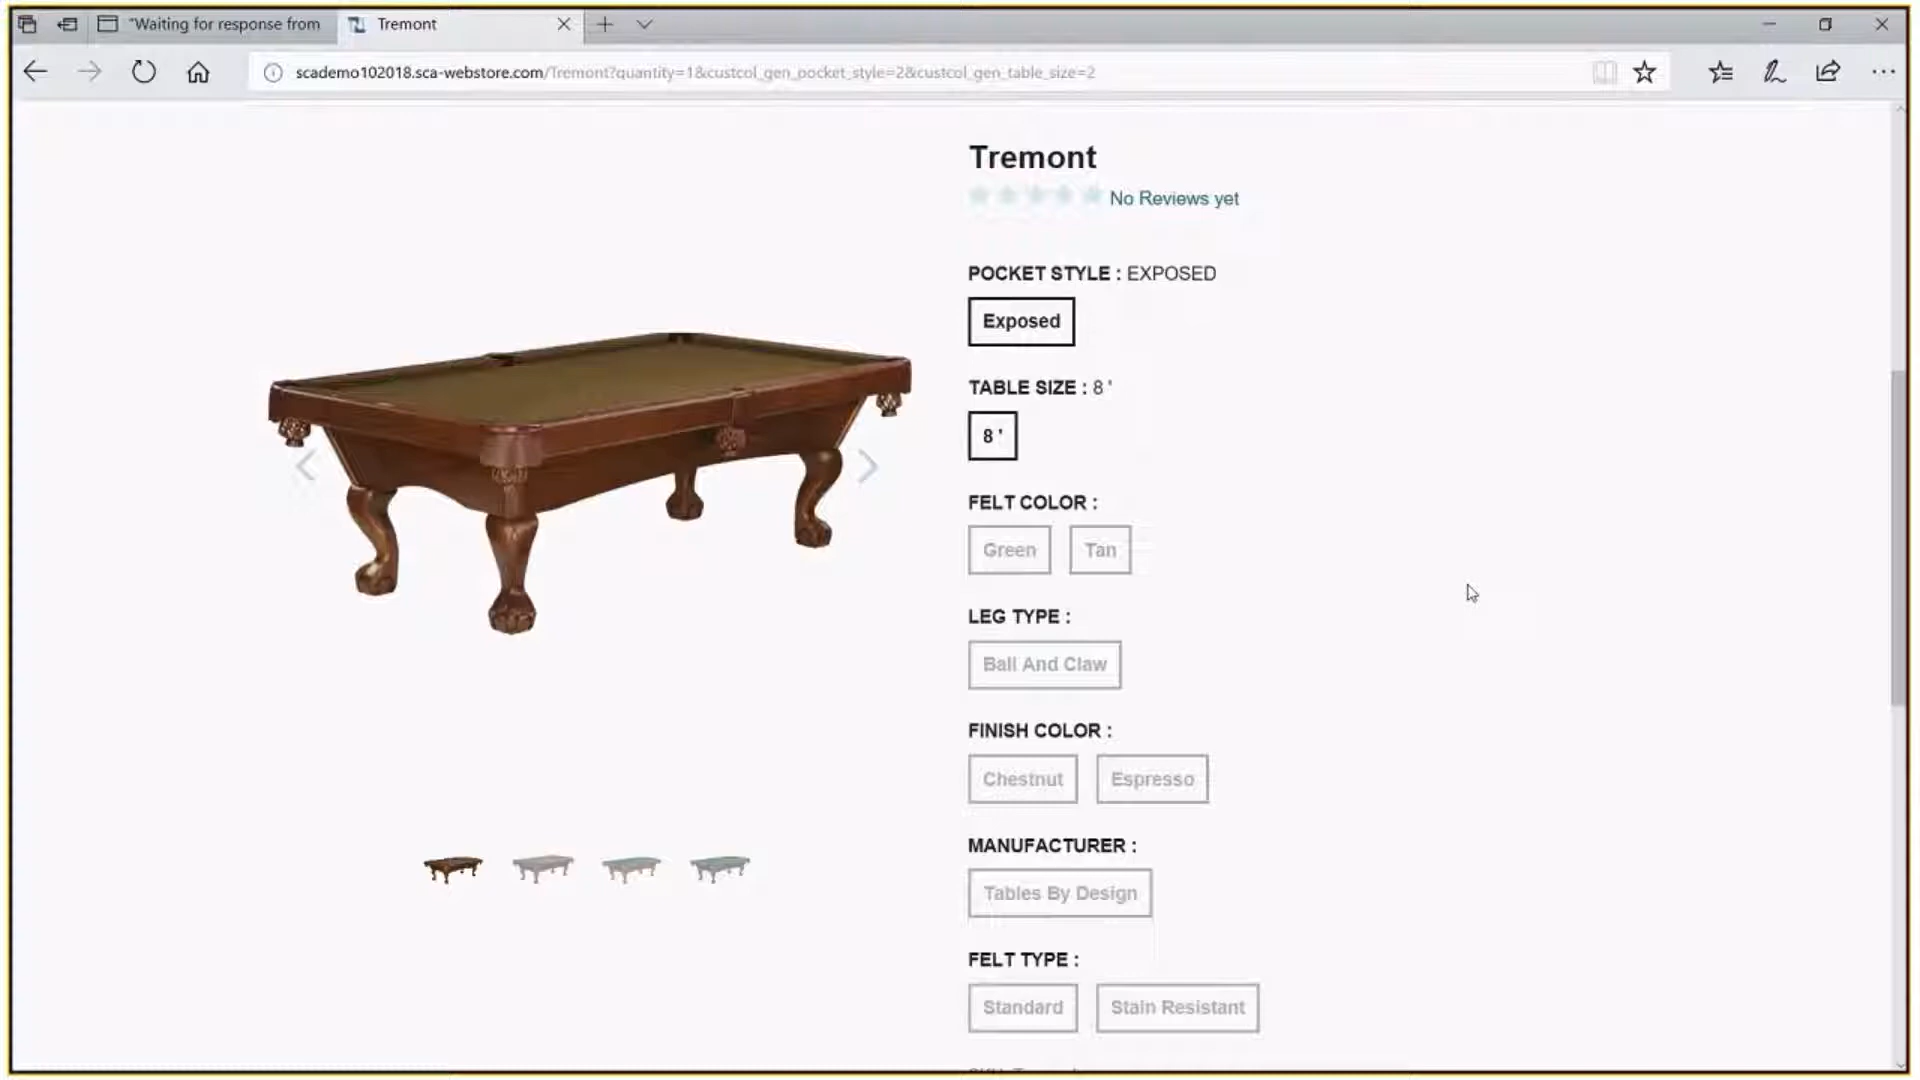 "Waiting for response from
Tremont
scademo102018.sca-webstore.com/Tremont?quantity=1&custcol_gen_pocket_style=2&custcol_gen_table_size=2
Tremont
No Reviews yet
POCKET STYLE : EXPOSED
Exposed
TABLE SIZE : 8 '
8 '
FELT COLOR :
Green Tan
LEG TYPE :
Ball And Claw
FINISH COLOR :
Chestnut Espresso
MANUFACTURER :
Tables By Design
FELT TYPE :
Standard Stain Resistant